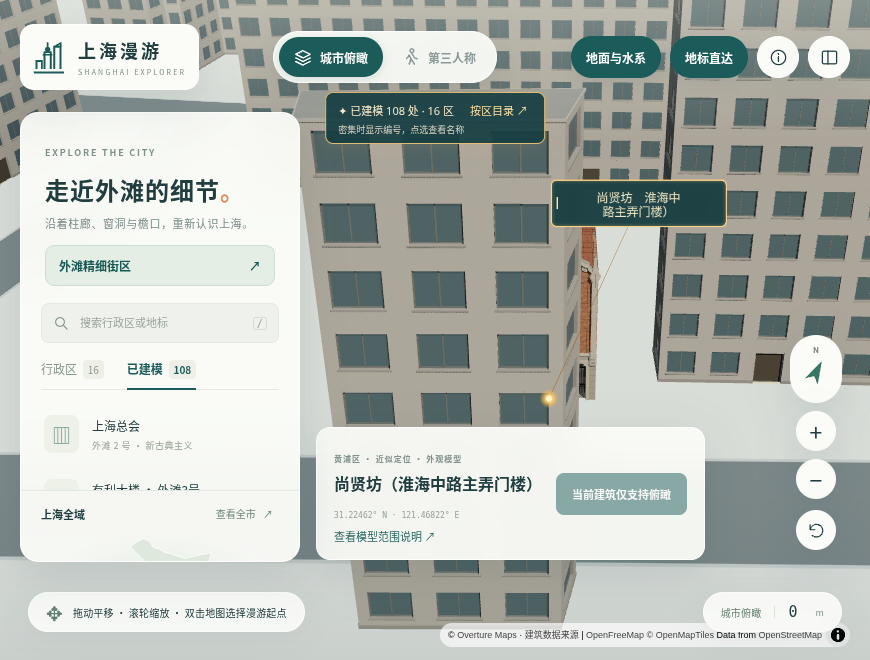 上海漫游
SHANGHAI EXPLORER
城市俯瞰
第三人称
地面与水系
地标直达
✦ 已建模 108 处 · 16 区 按区目录 ↗
密集时显示编号，点选查看名称
EXPLORE THE CITY
走近外滩的细节。
沿着柱廊、窗洞与檐口，重新认识上海。
外滩精细街区 ↗
搜索行政区或地标 /
行政区 16 已建模 108
上海总会
外滩 2 号 · 新古典主义
上海全域 查看全市 ↗
尚贤坊 淮海中
路主弄门楼）
N
+
−
黄浦区 · 近似定位 · 外观模型
尚贤坊（淮海中路主弄门楼）
31.22462° N · 121.46822° E
查看模型范围说明 ↗
当前建筑仅支持俯瞰
拖动平移 · 滚轮缩放 · 双击地图选择漫游起点
城市俯瞰 0 m
© Overture Maps · 建筑数据来源 | OpenFreeMap © OpenMapTiles Data from OpenStreetMap